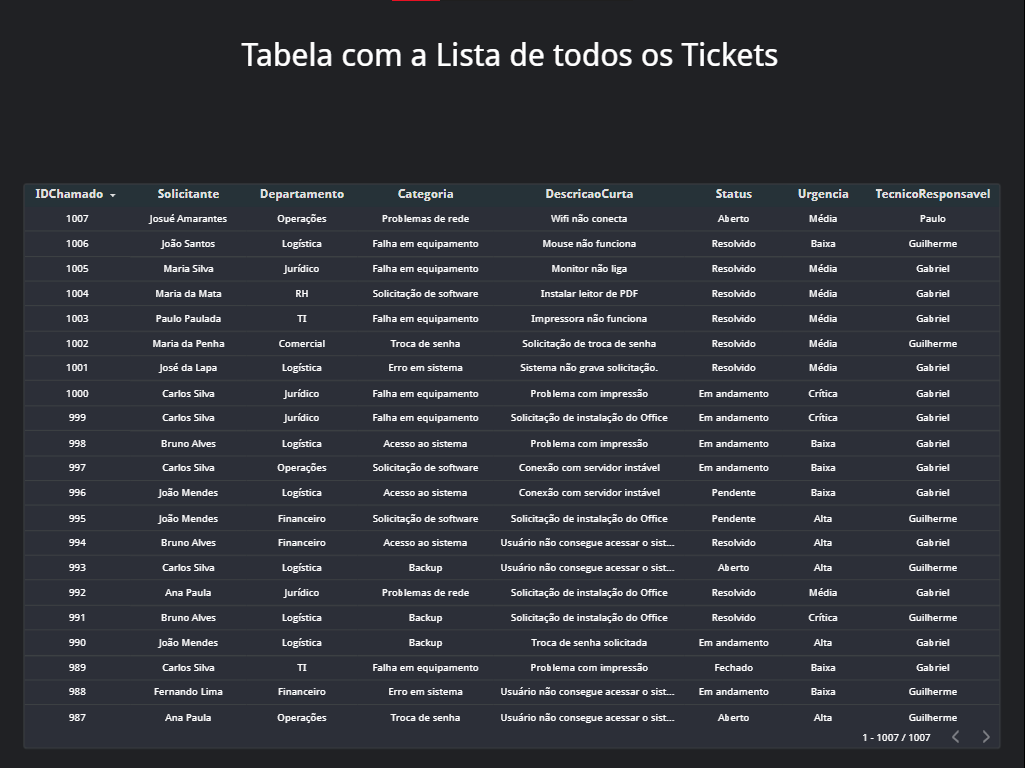 Tabela com a Lista de todos os Tickets
IDChamado Solicitante Departamento Categoria DescricaoCurta Status Urgencia TecnicoResponsavel
1007 Josué Amarantes Operações Problemas de rede Wifi não conecta Aberto Média Paulo
1006 João Santos Logística Falha em equipamento Mouse não funciona Resolvido Baixa Guilherme
1005 Maria Silva Jurídico Falha em equipamento Monitor não liga Resolvido Média Gabriel
1004 Maria da Mata RH Solicitação de software Instalar leitor de PDF Resolvido Média Gabriel
1003 Paulo Paulada TI Falha em equipamento Impressora não funciona Resolvido Média Gabriel
1002 Maria da Penha Comercial Troca de senha Solicitação de troca de senha Resolvido Média Guilherme
1001 José da Lapa Logística Erro em sistema Sistema não grava solicitação. Resolvido Média Gabriel
1000 Carlos Silva Jurídico Falha em equipamento Problema com impressão Em andamento Crítica Gabriel
999 Carlos Silva Jurídico Falha em equipamento Solicitação de instalação do Office Em andamento Crítica Gabriel
998 Bruno Alves Logística Acesso ao sistema Problema com impressão Em andamento Baixa Gabriel
997 Carlos Silva Operações Solicitação de software Conexão com servidor instável Em andamento Baixa Gabriel
996 João Mendes Logística Acesso ao sistema Conexão com servidor instável Pendente Baixa Gabriel
995 João Mendes Financeiro Solicitação de software Solicitação de instalação do Office Pendente Alta Guilherme
994 Bruno Alves Financeiro Acesso ao sistema Usuário não consegue acessar o sist... Resolvido Alta Gabriel
993 Carlos Silva Logística Backup Usuário não consegue acessar o sist... Aberto Alta Guilherme
992 Ana Paula Jurídico Problemas de rede Solicitação de instalação do Office Resolvido Média Gabriel
991 Bruno Alves Logística Backup Solicitação de instalação do Office Resolvido Crítica Guilherme
990 João Mendes Logística Backup Troca de senha solicitada Em andamento Alta Gabriel
989 Carlos Silva TI Falha em equipamento Problema com impressão Fechado Baixa Gabriel
988 Fernando Lima Financeiro Erro em sistema Usuário não consegue acessar o sist... Em andamento Baixa Guilherme
987 Ana Paula Operações Troca de senha Usuário não consegue acessar o sist... Aberto Alta Guilherme
1 - 1007 / 1007